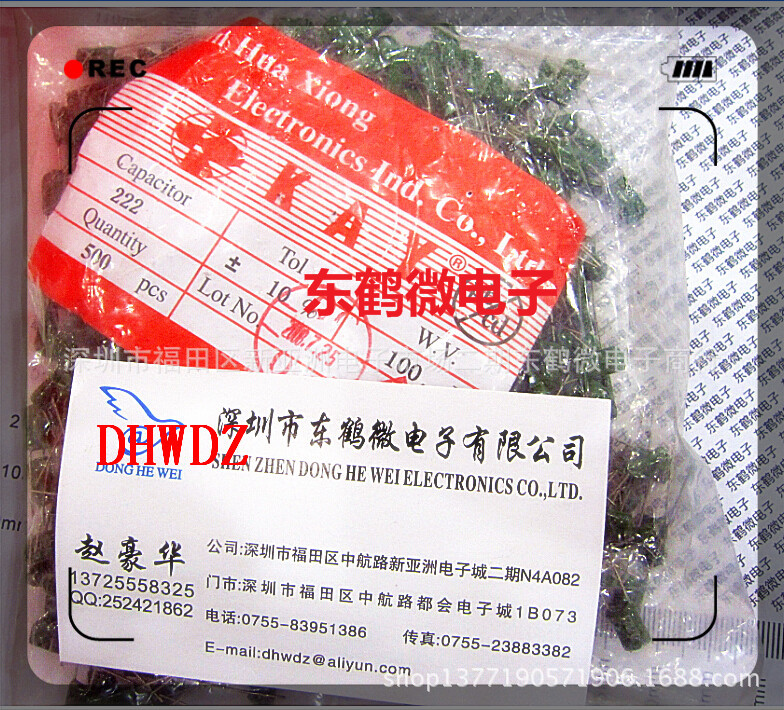 REC
Hua xiong
Electronics Ind. Co., Ltd
KAV®
Capacitor
222
Quantity
500 pcs
Tol
± 10 %
Lot No
W.V.
100
东鹤微电子
DHWDZ
DONG HE WEI
深圳市东鹤微电子有限公司
SHEN ZHEN DONG HE WEI ELECTRONICS CO.,LTD.
赵豪华
13725558325
QQ:252421862
公司:深圳市福田区中航路新亚洲电子城二期N4A082
门市:深圳市福田区中航路都会电子城1B073
电话:0755-83951386 传真:0755-23883382
E-mail:dhwdz@aliyun.com
shop1377190571906.1688.com